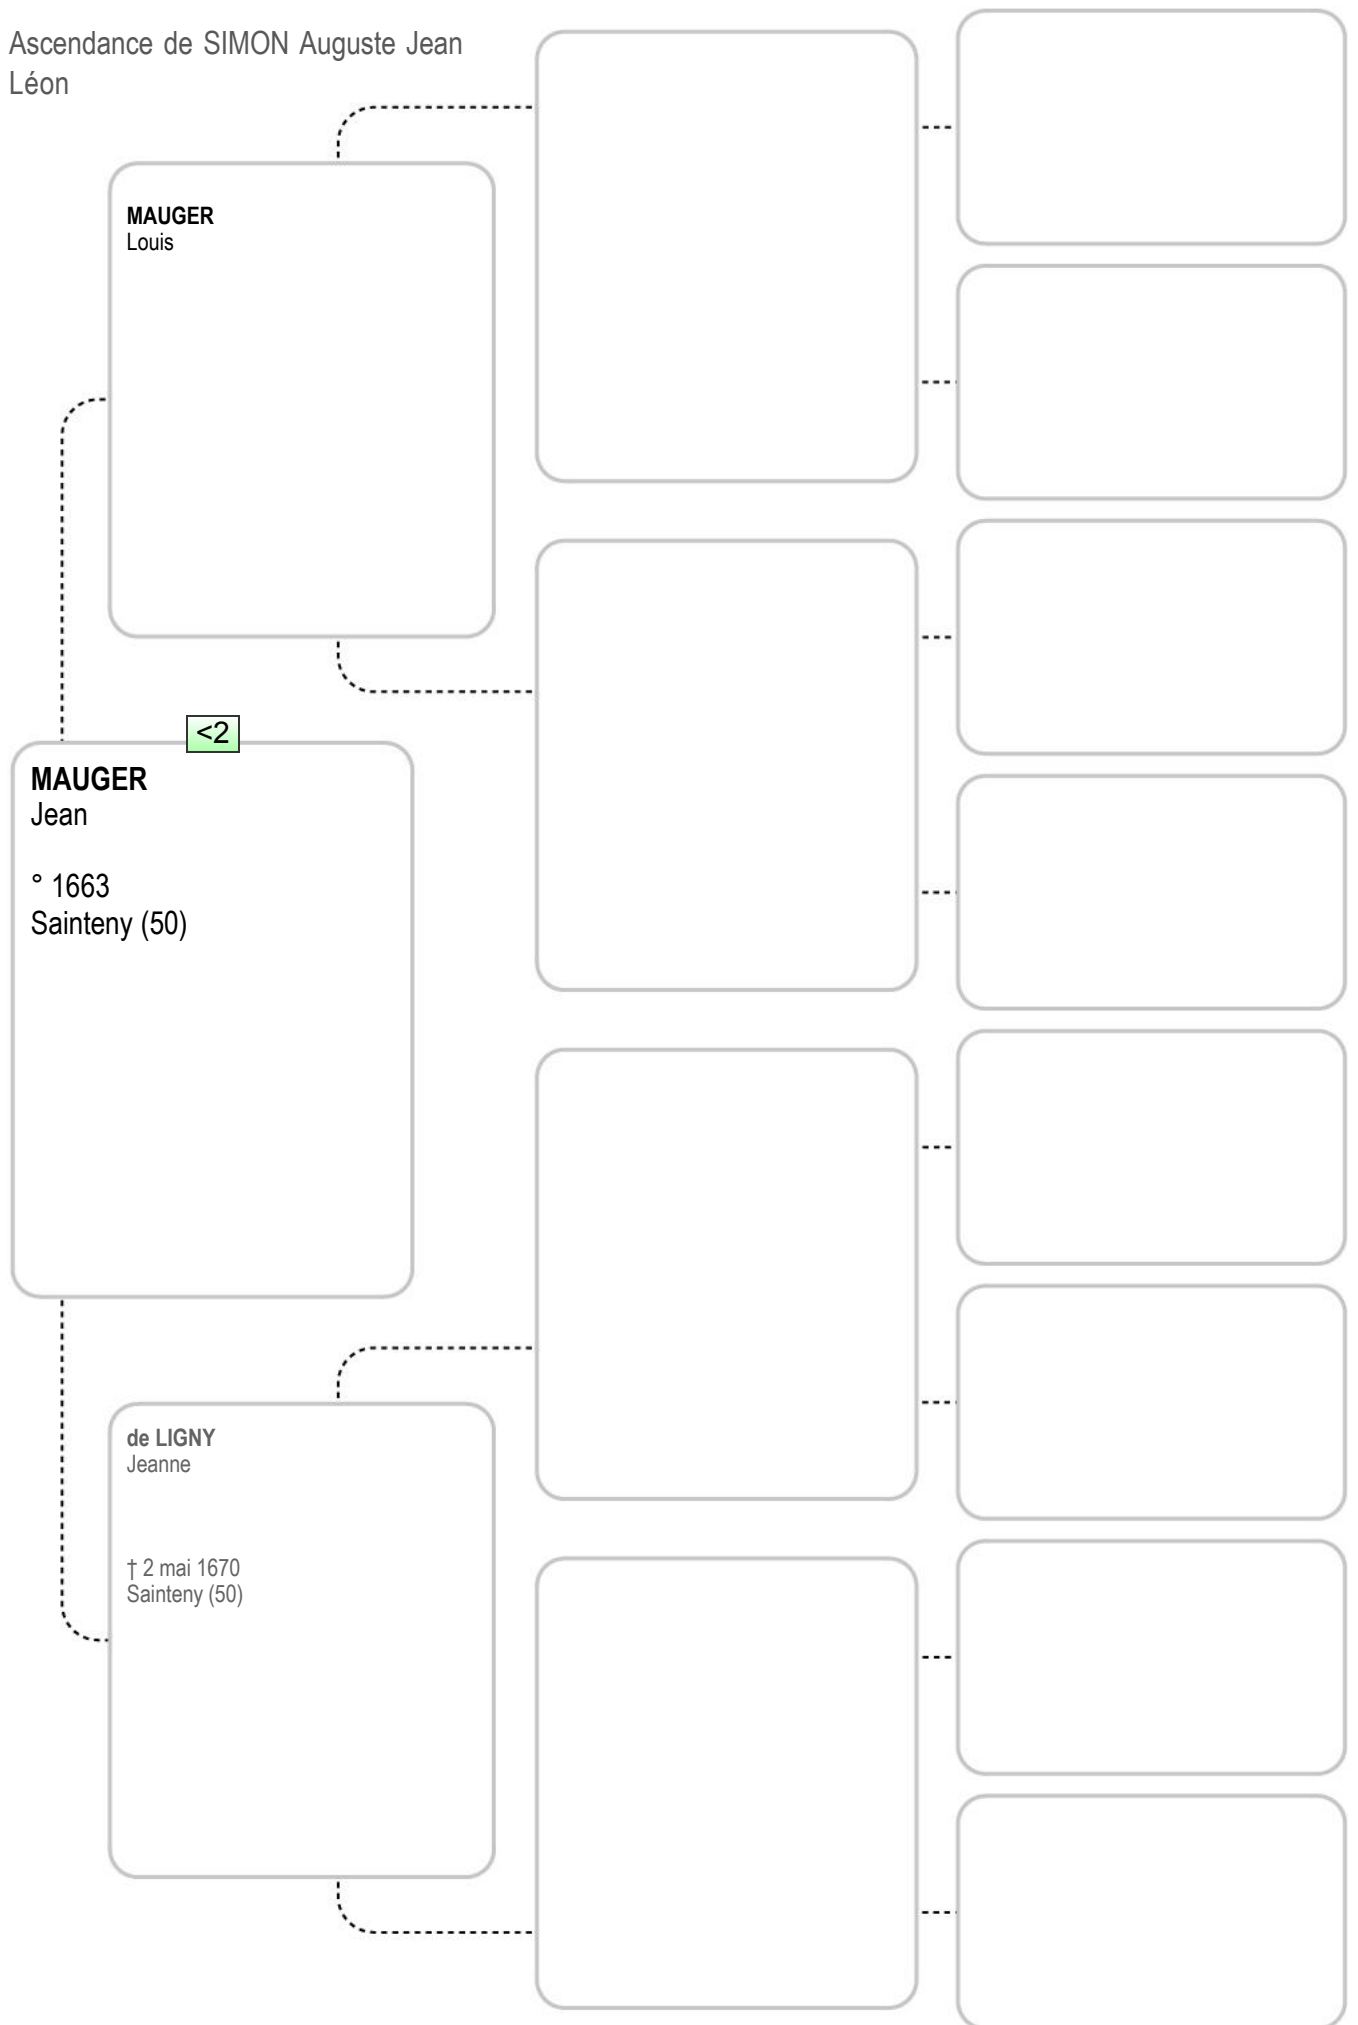 Ascendance de SIMON Auguste Jean
Léon
MAUGER
Louis
<2
MAUGER
Jean
° 1663
Sainteny (50)
de LIGNY
Jeanne
† 2 mai 1670
Sainteny (50)